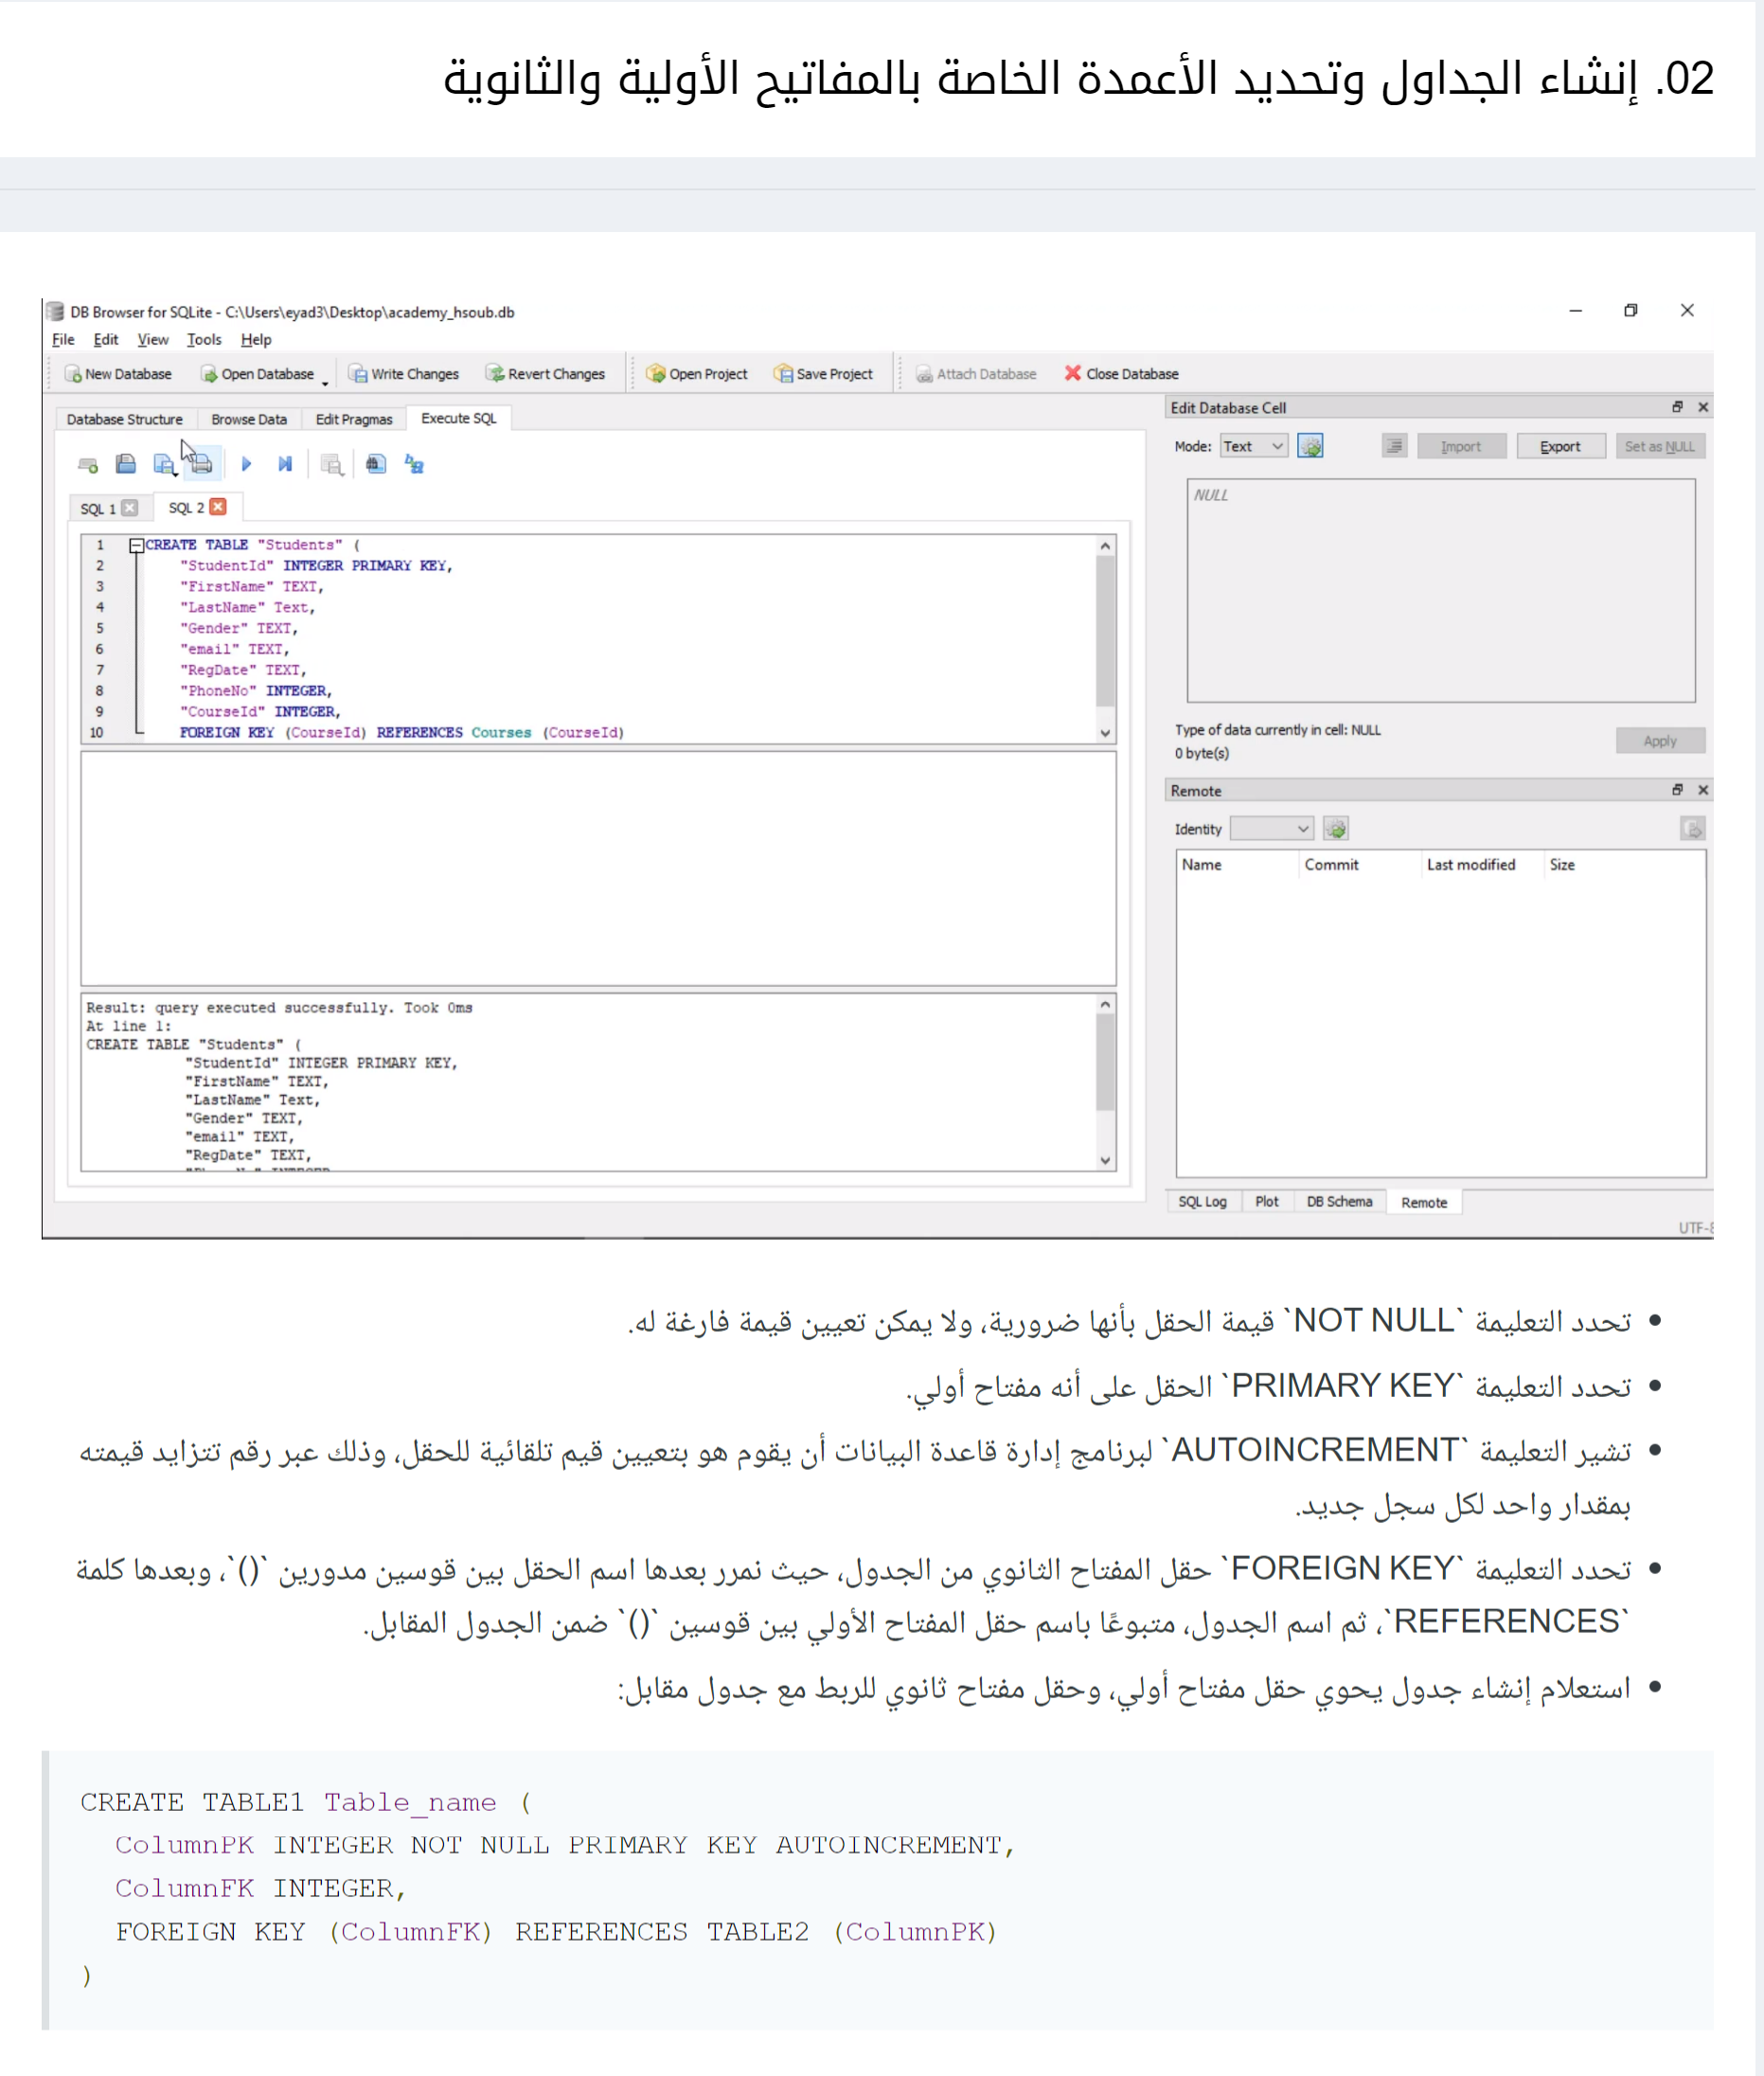 02. إنشاء الجداول وتحديد الأعمدة الخاصة بالمفاتيح الأولية والثانوية
DB Browser for SQLite - C:\Users\eyad3\Desktop\academy_hsoub.db
File Edit View Tools Help
New Database Open Database Write Changes Revert Changes Open Project Save Project Attach Database Close Database
Database Structure Browse Data Edit Pragmas Execute SQL
SQL 1 SQL 2
1 CREATE TABLE "Students" (
2 "StudentId" INTEGER PRIMARY KEY,
3 "FirstName" TEXT,
4 "LastName" Text,
5 "Gender" TEXT,
6 "email" TEXT,
7 "RegDate" TEXT,
8 "PhoneNo" INTEGER,
9 "CourseId" INTEGER,
10 FOREIGN KEY (CourseId) REFERENCES Courses (CourseId)
Result: query executed successfully. Took 0ms
At line 1:
CREATE TABLE "Students" (
"StudentId" INTEGER PRIMARY KEY,
"FirstName" TEXT,
"LastName" Text,
"Gender" TEXT,
"email" TEXT,
"RegDate" TEXT,
Edit Database Cell
Mode: Text Import Export Set as NULL
NULL
Type of data currently in cell: NULL
0 byte(s)
Apply
Remote
Identity
Name Commit Last modified Size
SQL Log Plot DB Schema Remote
UTF-8
• تحدد التعليمة `NOT NULL` قيمة الحقل بأنها ضرورية، ولا يمكن تعيين قيمة فارغة له.
• تحدد التعليمة `PRIMARY KEY` الحقل على أنه مفتاح أولي.
• تشير التعليمة `AUTOINCREMENT` لبرنامج إدارة قاعدة البيانات أن يقوم هو بتعيين قيم تلقائية للحقل، وذلك عبر رقم تتزايد قيمته
بمقدار واحد لكل سجل جديد.
• تحدد التعليمة `FOREIGN KEY` حقل المفتاح الثانوي من الجدول، حيث نمرر بعدها اسم الحقل بين قوسين مدورين `()`، وبعدها كلمة
`REFERENCES`، ثم اسم الجدول، متبوعًا باسم حقل المفتاح الأولي بين قوسين `()` ضمن الجدول المقابل.
• استعلام إنشاء جدول يحوي حقل مفتاح أولي، وحقل مفتاح ثانوي للربط مع جدول مقابل:
CREATE TABLE1 Table_name (
ColumnPK INTEGER NOT NULL PRIMARY KEY AUTOINCREMENT,
ColumnFK INTEGER,
FOREIGN KEY (ColumnFK) REFERENCES TABLE2 (ColumnPK)
)